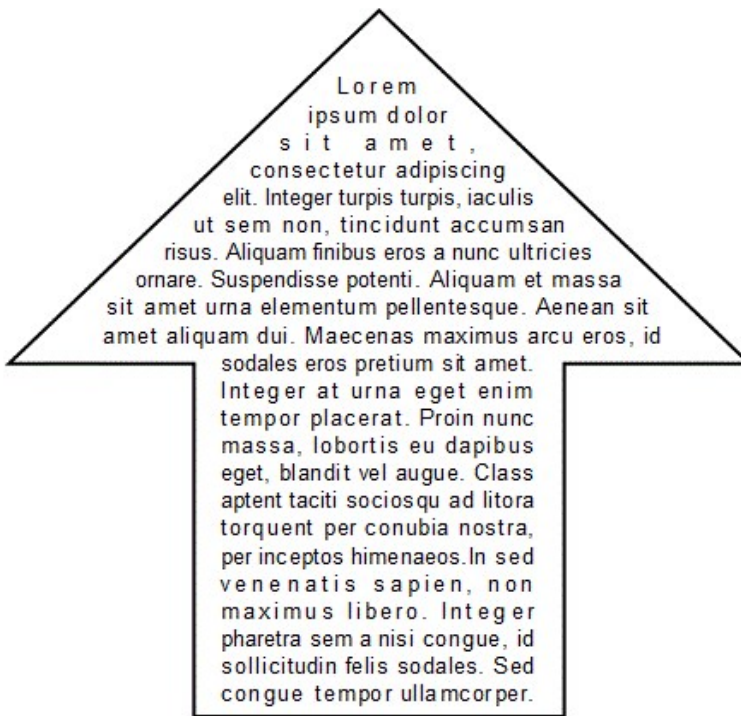 Lorem
ipsum dolor
sit amet,
consectetur adipiscing
elit. Integer turpis turpis, iaculis
ut sem non, tincidunt accumsan
risus. Aliquam finibus eros a nunc ultricies
ornare. Suspendisse potenti. Aliquam et massa
sit amet urna elementum pellentesque. Aenean sit
amet aliquam dui. Maecenas maximus arcu eros, id
sodales eros pretium sit amet.
Integer at urna eget enim
tempor placerat. Proin nunc
massa, lobortis eu dapibus
eget, blandit vel augue. Class
aptent taciti sociosqu ad litora
torquent per conubia nostra,
per inceptos himenaeos.In sed
venenatis sapien, non
maximus libero. Integer
pharetra sem a nisi congue, id
sollicitudin felis sodales. Sed
congue tempor ullamcorper.